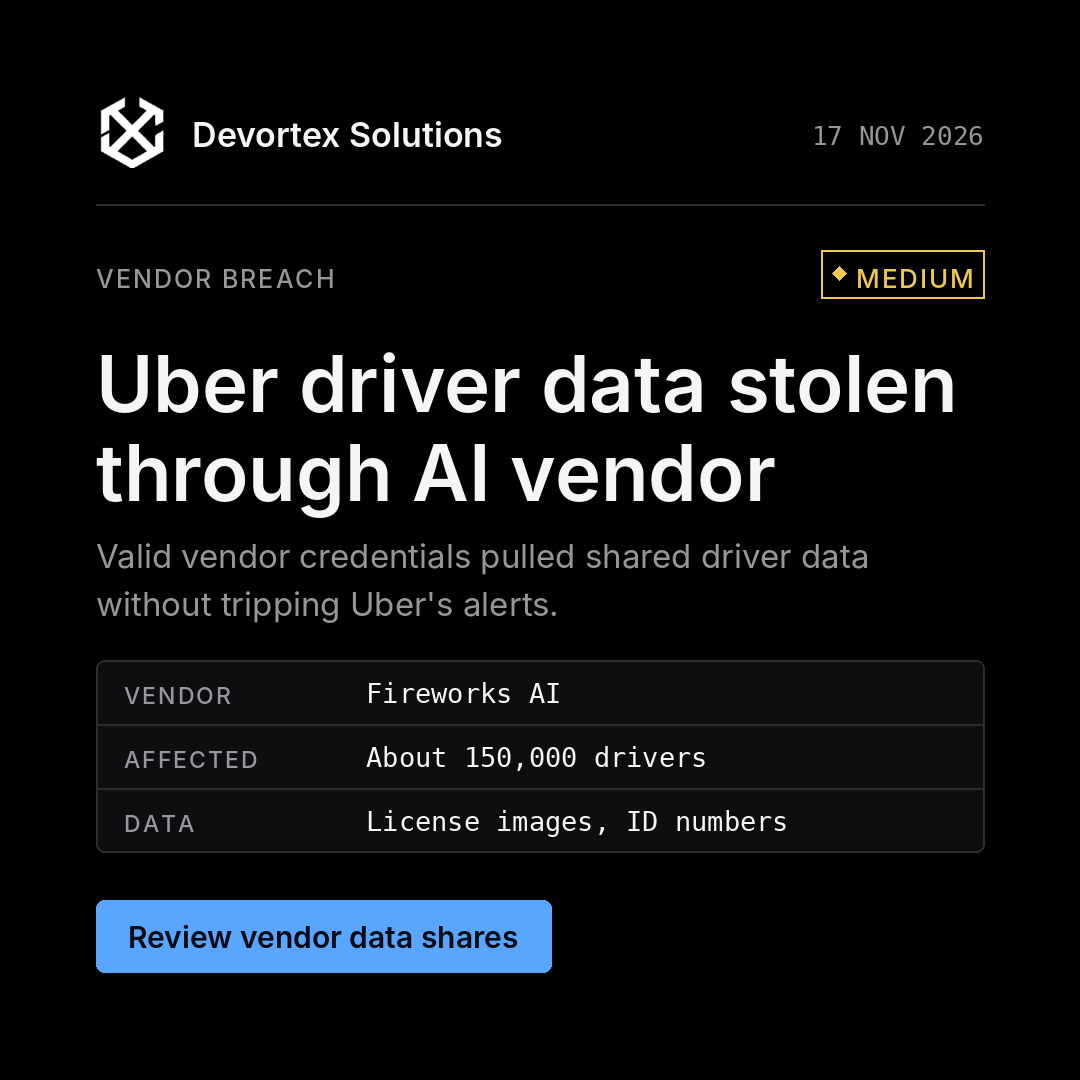 Devortex Solutions
17 NOV 2026
VENDOR BREACH
MEDIUM
Uber driver data stolen
through AI vendor
Valid vendor credentials pulled shared driver data
without tripping Uber's alerts.
VENDOR Fireworks AI
AFFECTED About 150,000 drivers
DATA License images, ID numbers
Review vendor data shares